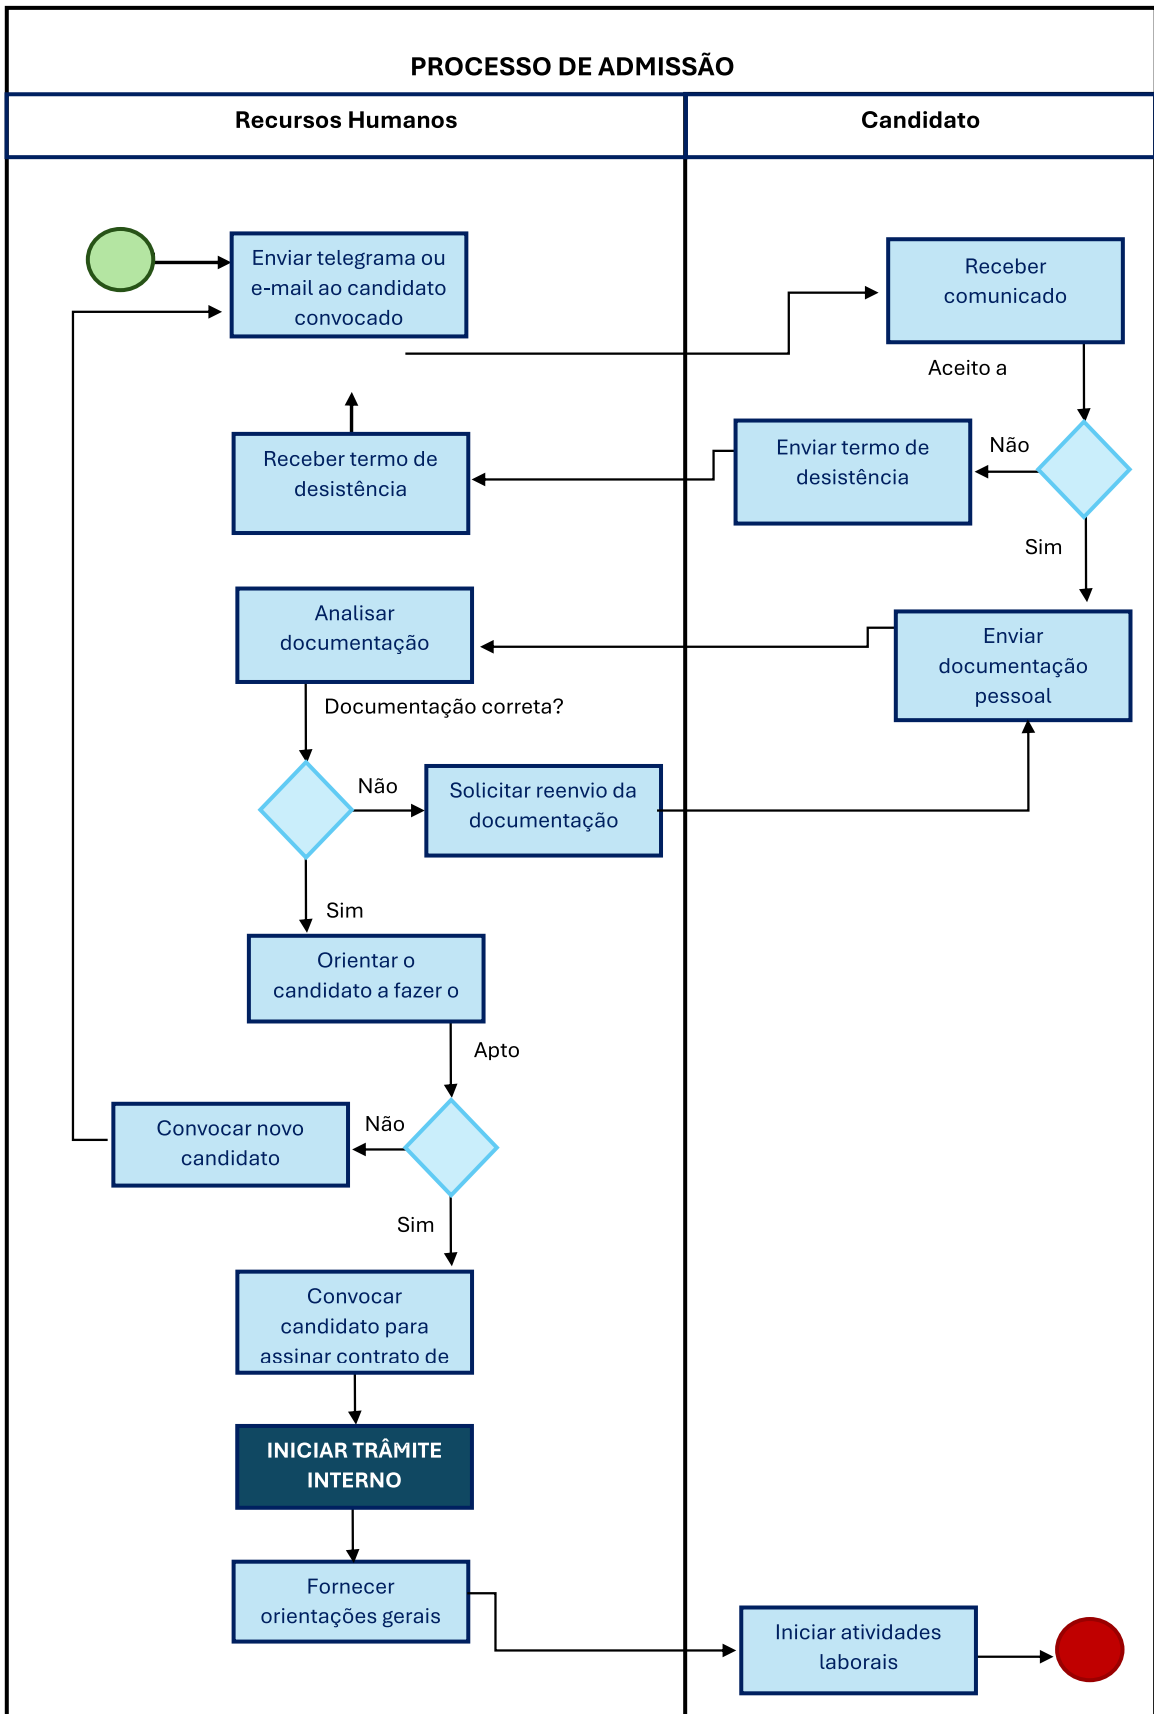 PROCESSO DE ADMISSÃO
Recursos Humanos
Candidato
Enviar telegrama ou
e-mail ao candidato
convocado
Receber
comunicado
Aceito a
Receber termo de
desistência
Enviar termo de
desistência
Não
Sim
Analisar
documentação
Enviar
documentação
pessoal
Documentação correta?
Não
Solicitar reenvio da
documentação
Sim
Orientar o
candidato a fazer o
Apto
Convocar novo
candidato
Não
Sim
Convocar
candidato para
assinar contrato de
INICIAR TRÂMITE
INTERNO
Fornecer
orientações gerais
Iniciar atividades
laborais